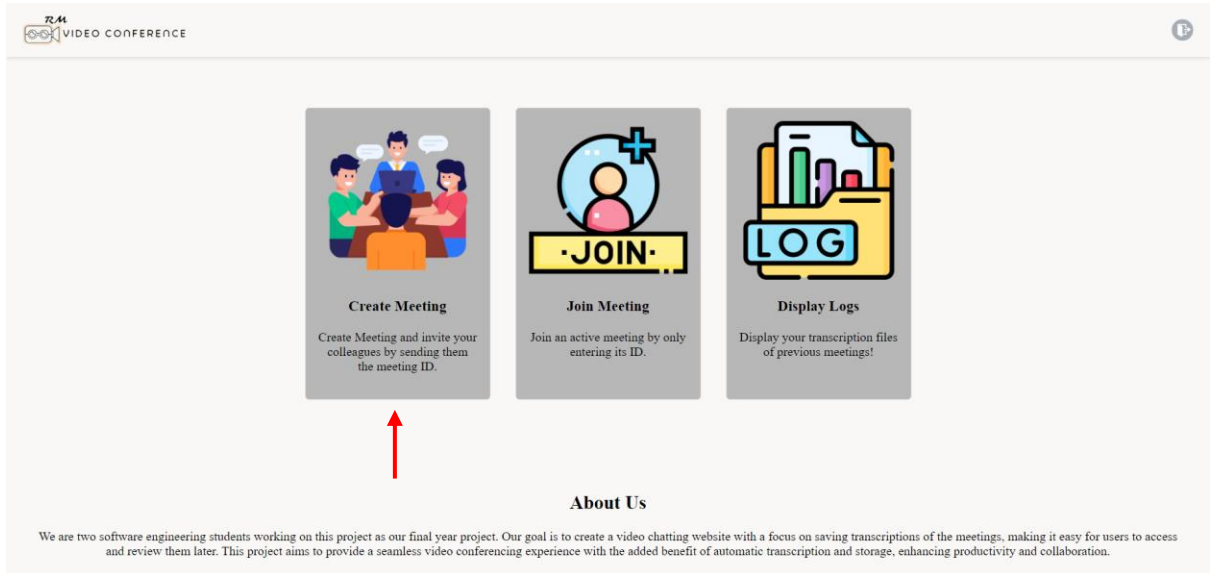 RM
VIDEO CONFERENCE
·JOIN·
LOG
Create Meeting
Create Meeting and invite your
colleagues by sending them
the meeting ID.
Join Meeting
Join an active meeting by only
entering its ID.
Display Logs
Display your transcription files
of previous meetings!
About Us
We are two software engineering students working on this project as our final year project. Our goal is to create a video chatting website with a focus on saving transcriptions of the meetings, making it easy for users to access
and review them later. This project aims to provide a seamless video conferencing experience with the added benefit of automatic transcription and storage, enhancing productivity and collaboration.